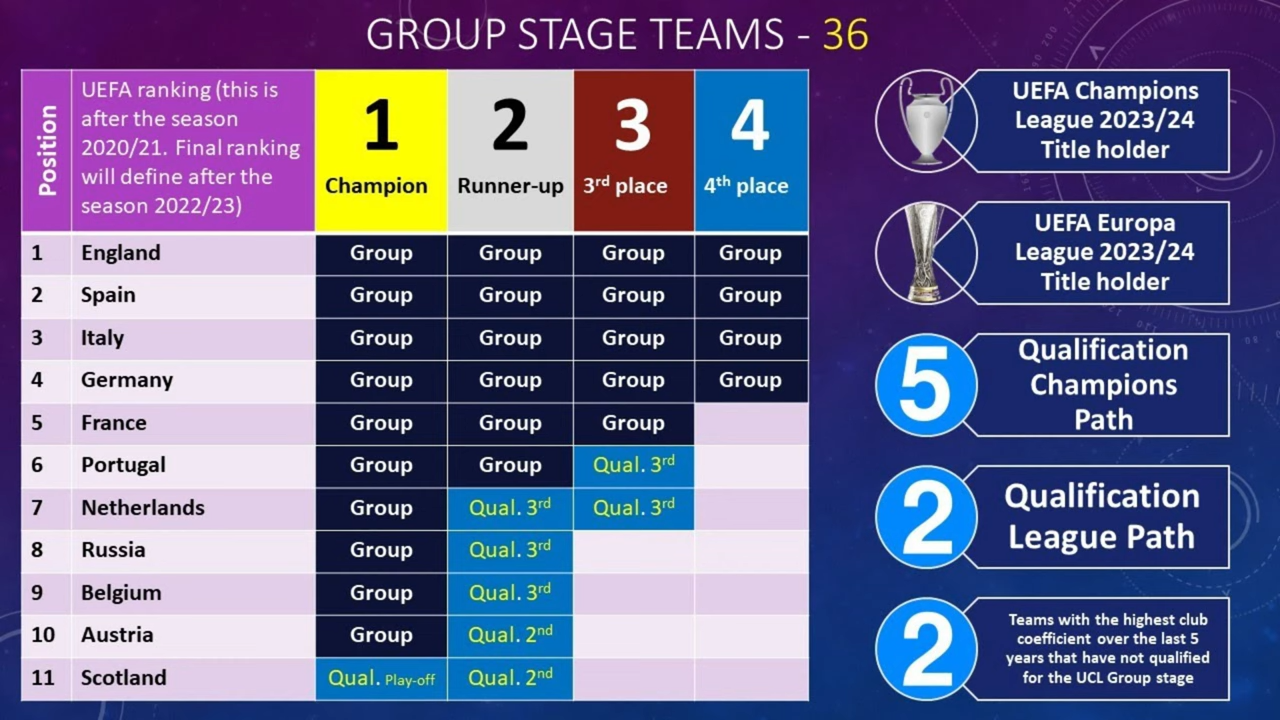 GROUP STAGE TEAMS - 36
Position
UEFA ranking (this is
after the season
2020/21. Final ranking
will define after the
season 2022/23)
1
Champion
2
Runner-up
3
3rd place
4
4th place
1 England Group Group Group Group
2 Spain Group Group Group Group
3 Italy Group Group Group Group
4 Germany Group Group Group Group
5 France Group Group Group
6 Portugal Group Group Qual. 3rd
7 Netherlands Group Qual. 3rd Qual. 3rd
8 Russia Group Qual. 3rd
9 Belgium Group Qual. 3rd
10 Austria Group Qual. 2nd
11 Scotland Qual. Play-off Qual. 2nd
UEFA Champions
League 2023/24
Title holder
UEFA Europa
League 2023/24
Title holder
5
Qualification
Champions
Path
2
Qualification
League Path
2
Teams with the highest club
coefficient over the last 5
years that have not qualified
for the UCL Group stage